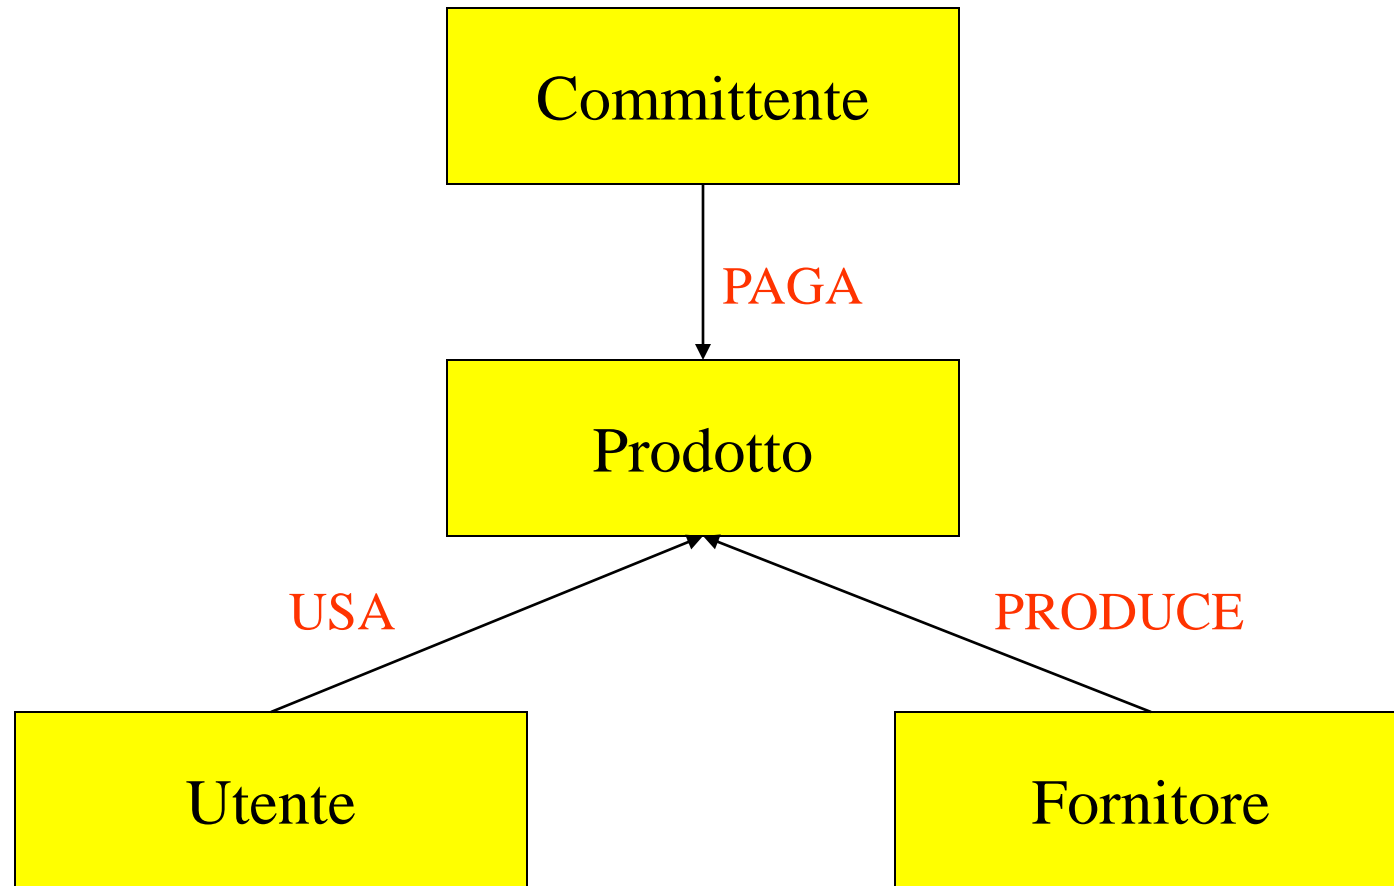 Committente
PAGA
Prodotto
USA
PRODUCE
Utente
Fornitore